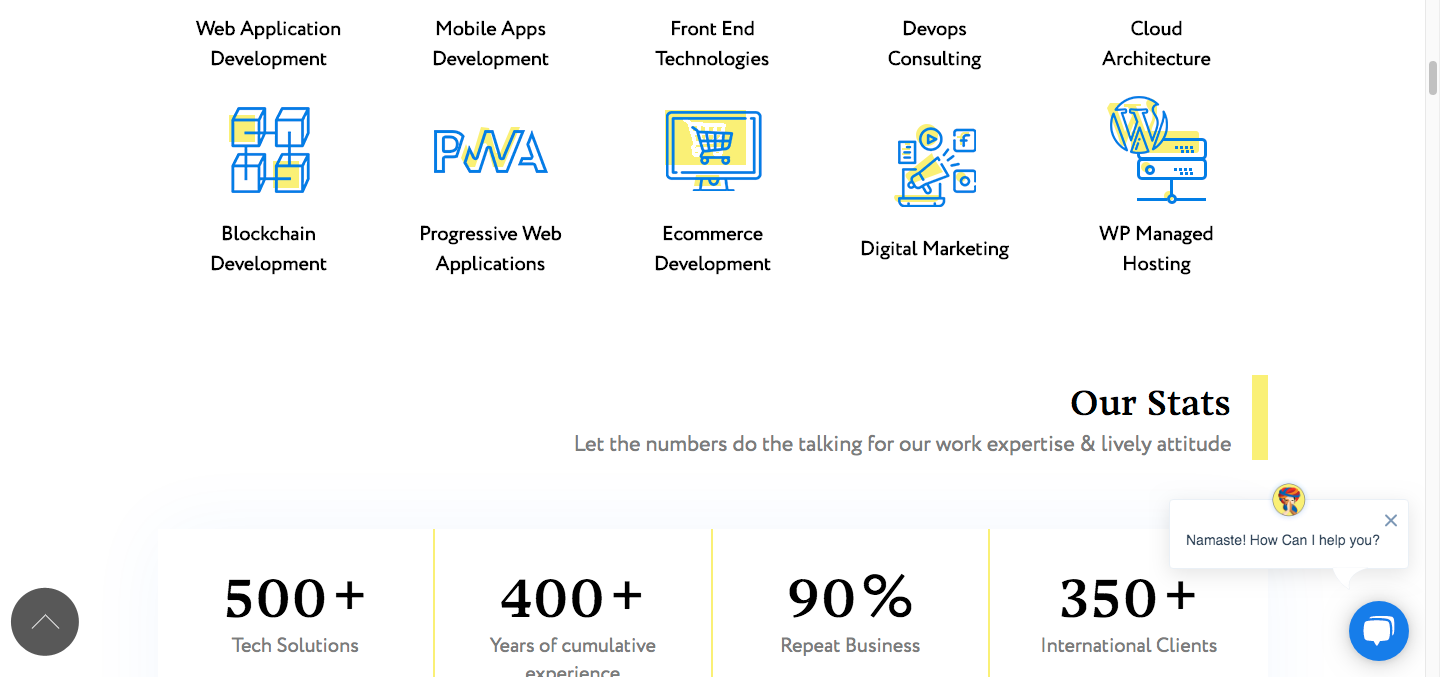 Web Application
Development
Mobile Apps
Development
Front End
Technologies
Devops
Consulting
Cloud
Architecture
PWA
W
Blockchain
Development
Progressive Web
Applications
Ecommerce
Development
Digital Marketing
WP Managed
Hosting
Our Stats
Let the numbers do the talking for our work expertise & lively attitude
Namaste! How Can I help you?
500+
Tech Solutions
400+
Years of cumulative
experience
90%
Repeat Business
350+
International Clients